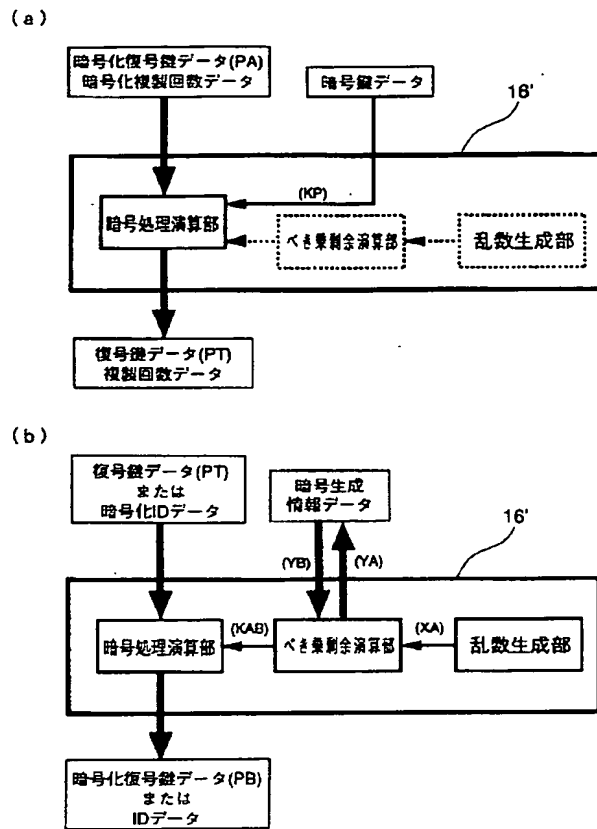 (a)
暗号化復号鍵データ(PA)
暗号化複製回数データ
暗号鍵データ
16'
(KP)
暗号処理演算部
べき乗剰余演算部
乱数生成部
復号鍵データ(PT)
複製回数データ
(b)
復号鍵データ(PT)
または
暗号化IDデータ
暗号生成
情報データ
16'
(YB)
(YA)
(KAB)
(XA)
暗号処理演算部
べき乗剰余演算部
乱数生成部
暗号化復号鍵データ(PB)
または
IDデータ